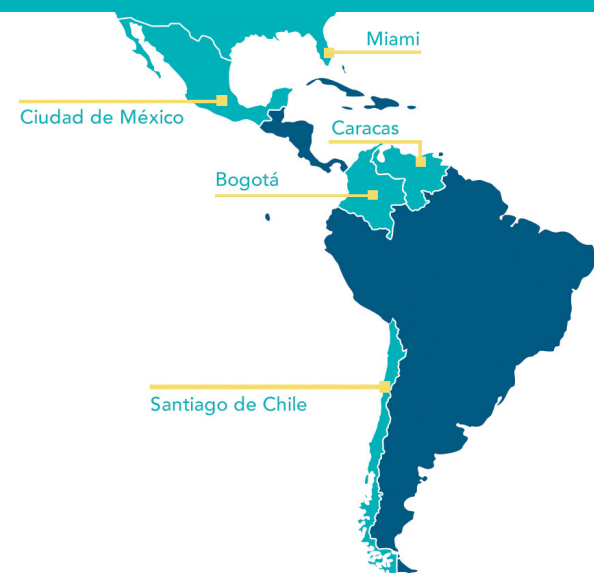 Miami
Ciudad de México
Caracas
Bogotá
Santiago de Chile